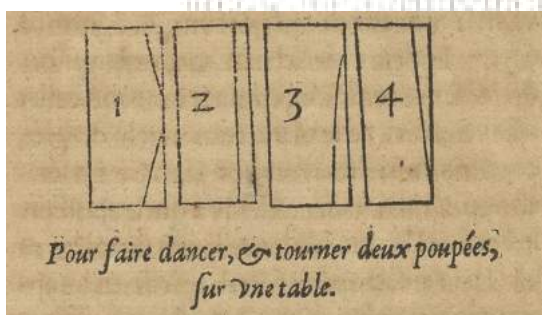 1 2 3 4
Pour faire dancer, & tourner deux poupées,
sur vne table.